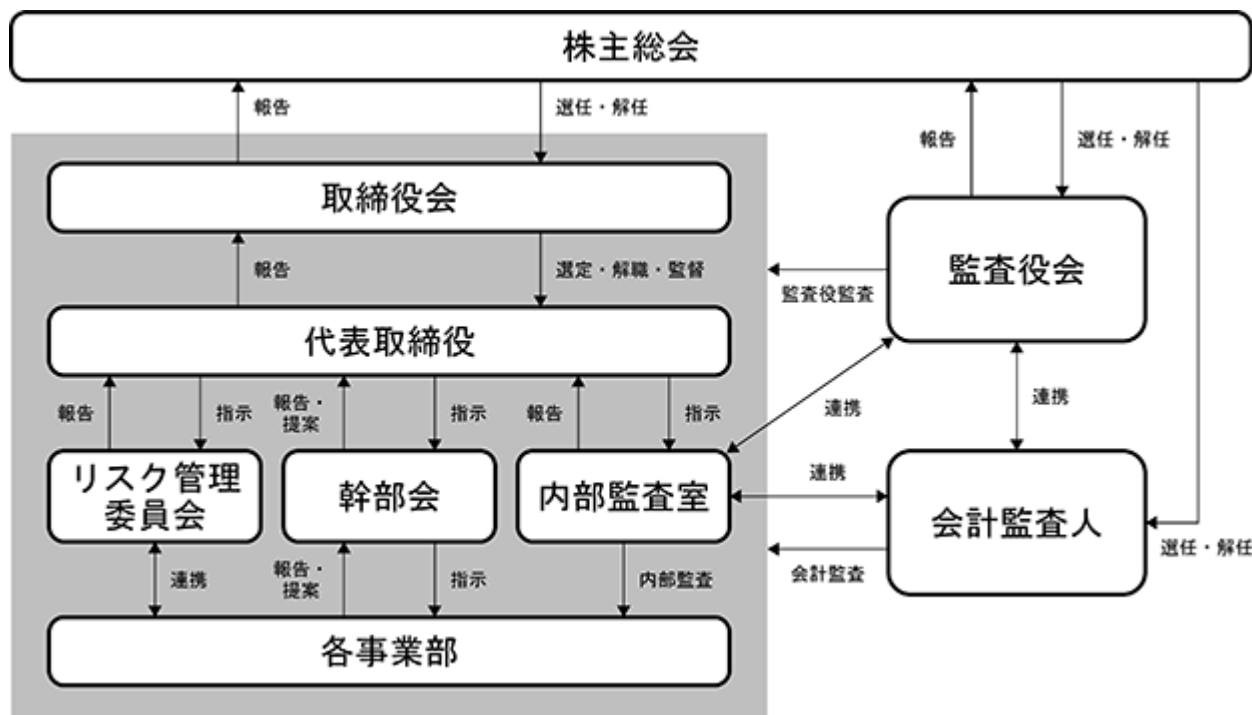 株主総会
報告
選任・解任
報告
選任・解任
取締役会
監査役会
報告
選定・解職・監督
監査役監査
代表取締役
報告
指示
報告・
提案
指示
報告
指示
連携
連携
リスク管理
委員会
幹部会
内部監査室
連携
会計監査人
選任・解任
連携
報告・
提案
指示
内部監査
会計監査
各事業部